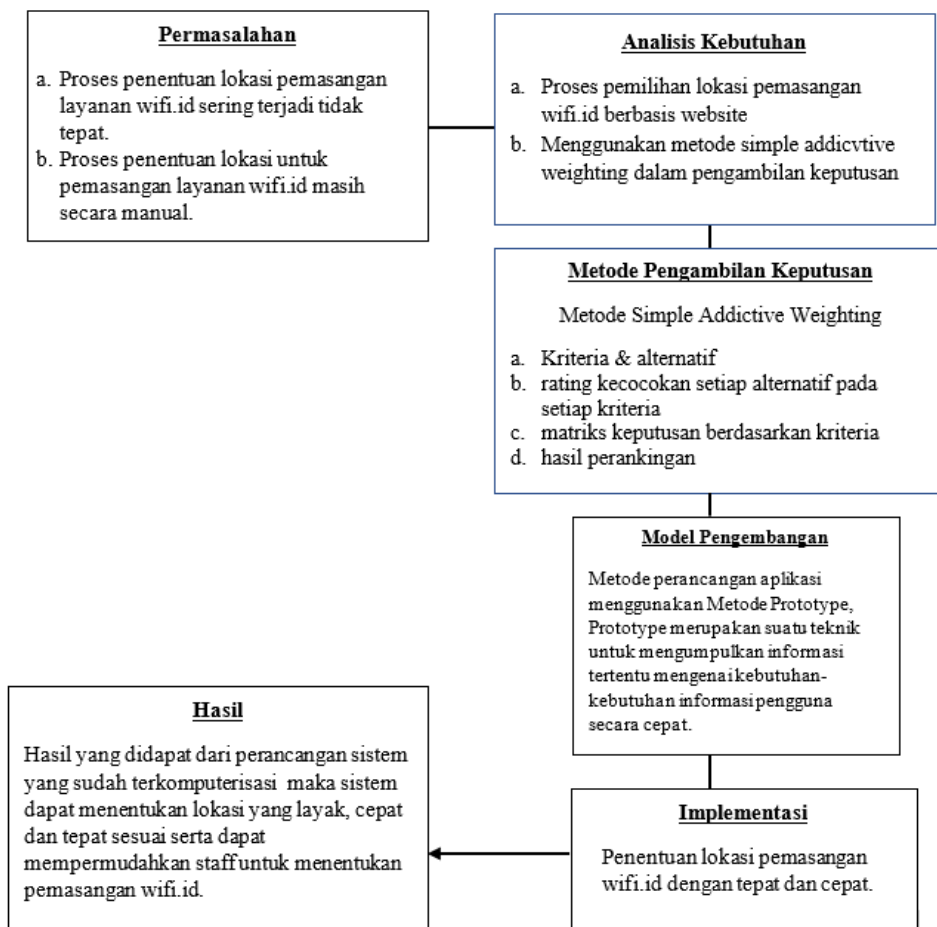 Permasalahan
a. Proses penentuan lokasi pemasangan
layanan wifi.id sering terjadi tidak
tepat.
b. Proses penentuan lokasi untuk
pemasangan layanan wifi.id masih
secara manual.
Analisis Kebutuhan
a. Proses pemilihan lokasi pemasangan
wifi.id berbasis website
b. Menggunakan metode simple addicvtive
weighting dalam pengambilan keputusan
Metode Pengambilan Keputusan
Metode Simple Addictive Weighting
a. Kriteria & alternatif
b. rating kecocokan setiap alternatif pada
setiap kriteria
c. matriks keputusan berdasarkan kriteria
d. hasil perankingan
Model Pengembangan
Metode perancangan aplikasi
menggunakan Metode Prototype,
Prototype merupakan suatu teknik
untuk mengumpulkan informasi
tertentu mengenai kebutuhan-
kebutuhan informasi pengguna
secara cepat.
Implementasi
Penentuan lokasi pemasangan
wifi.id dengan tepat dan cepat.
Hasil
Hasil yang didapat dari perancangan sistem
yang sudah terkomputerisasi maka sistem
dapat menentukan lokasi yang layak, cepat
dan tepat sesuai serta dapat
mempermudahkan staff untuk menentukan
pemasangan wifi.id.